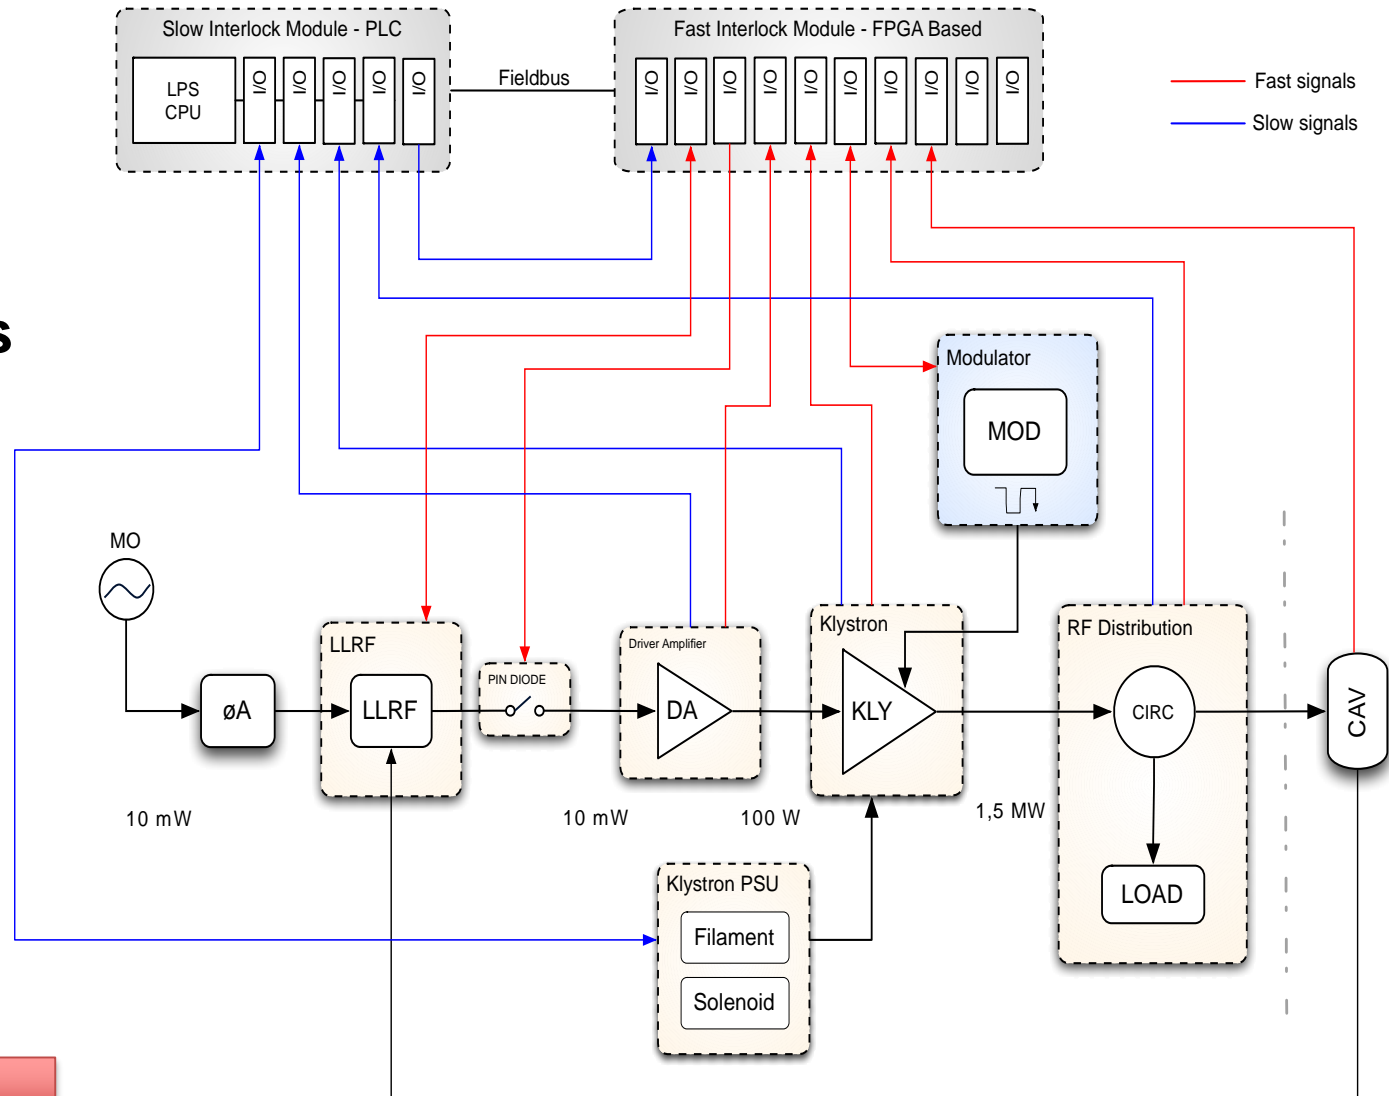 Slow Interlock Module - PLC
Fast Interlock Module - FPGA Based
LPS
CPU
I/O
I/O
I/O
I/O
I/O
Fieldbus
I/O
I/O
I/O
I/O
I/O
I/O
I/O
I/O
I/O
I/O
Fast signals
Slow signals
s
Modulator
MOD
MO
LLRF
PIN DIODE
Driver Amplifier
Klystron
RF Distribution
øA
LLRF
DA
KLY
CIRC
CAV
10 mW
10 mW
100 W
1,5 MW
LOAD
Klystron PSU
Filament
Solenoid